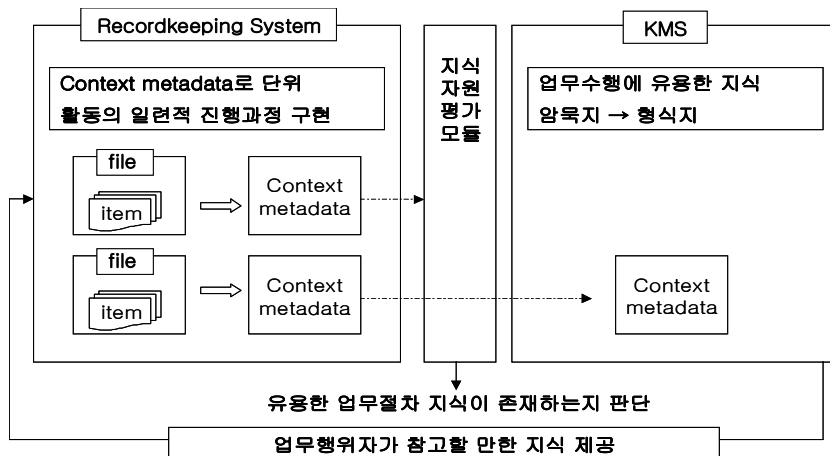 Recordkeeping System
Context metadata로 단위
활동의 일련적 진행과정 구현
file
item
Context
metadata
file
item
Context
metadata
지식
자원
평가
모듈
KMS
업무수행에 유용한 지식
암묵지 → 형식지
Context
metadata
유용한 업무절차 지식이 존재하는지 판단
업무행위자가 참고할 만한 지식 제공